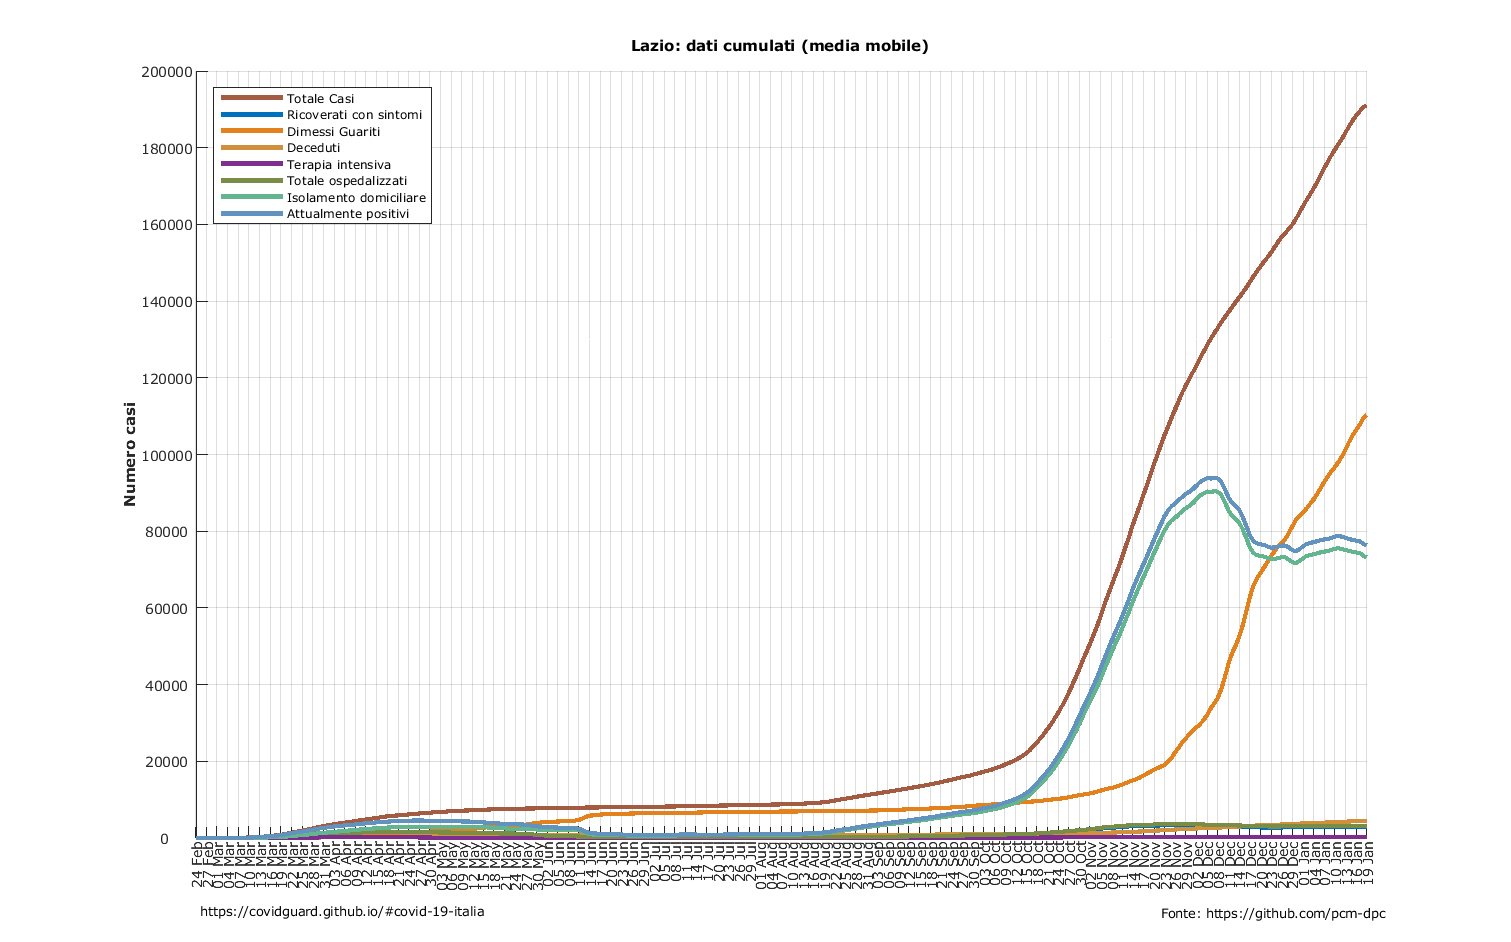 Lazio: dati cumulati (media mobile)
Numero casi
200000
180000
160000
140000
120000
100000
80000
60000
40000
20000
0
Totale Casi
Ricoverati con sintomi
Dimessi Guariti
Deceduti
Terapia intensiva
Totale ospedalizzati
Isolamento domiciliare
Attualmente positivi
24 Feb
27 Feb
01 Mar
04 Mar
07 Mar
10 Mar
13 Mar
16 Mar
19 Mar
22 Mar
25 Mar
28 Mar
31 Mar
03 Apr
06 Apr
09 Apr
12 Apr
15 Apr
18 Apr
21 Apr
24 Apr
27 Apr
30 Apr
03 May
06 May
09 May
12 May
15 May
18 May
21 May
24 May
27 May
30 May
02 Jun
05 Jun
08 Jun
11 Jun
14 Jun
17 Jun
20 Jun
23 Jun
26 Jun
29 Jun
02 Jul
05 Jul
08 Jul
11 Jul
14 Jul
17 Jul
20 Jul
23 Jul
26 Jul
29 Jul
01 Aug
04 Aug
07 Aug
10 Aug
13 Aug
16 Aug
19 Aug
22 Aug
25 Aug
28 Aug
31 Aug
03 Sep
06 Sep
09 Sep
12 Sep
15 Sep
18 Sep
21 Sep
24 Sep
27 Sep
30 Sep
03 Oct
06 Oct
09 Oct
12 Oct
15 Oct
18 Oct
21 Oct
24 Oct
27 Oct
30 Oct
02 Nov
05 Nov
08 Nov
11 Nov
14 Nov
17 Nov
20 Nov
23 Nov
26 Nov
29 Nov
02 Dec
05 Dec
08 Dec
11 Dec
14 Dec
17 Dec
20 Dec
23 Dec
26 Dec
29 Dec
01 Jan
04 Jan
07 Jan
10 Jan
13 Jan
16 Jan
19 Jan
https://covidguard.github.io/#covid-19-italia
Fonte: https://github.com/pcm-dpc